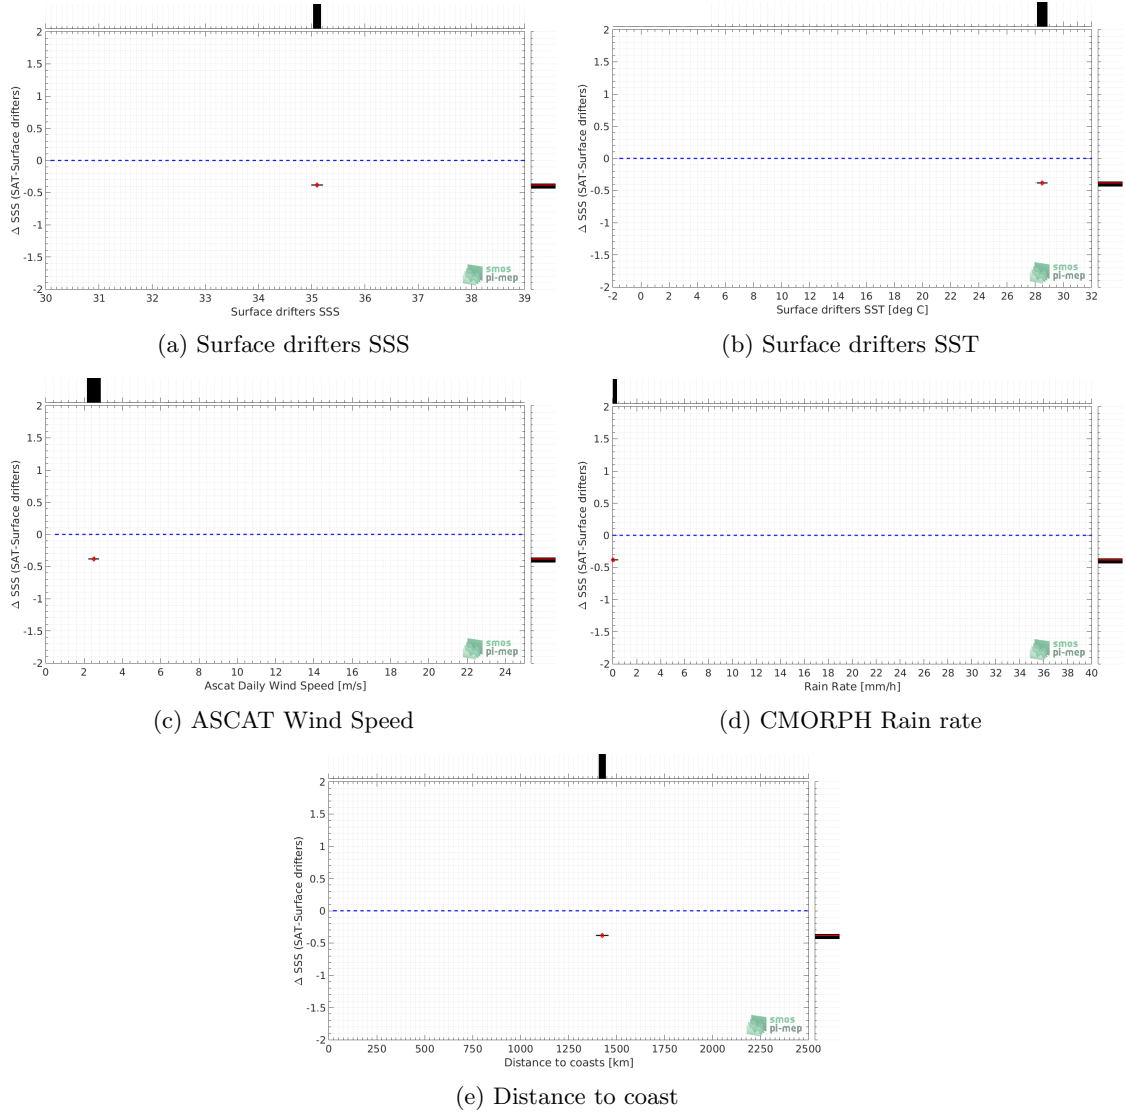 2
1.5
1
0.5
0
-0.5
-1
-1.5
-2
Δ SSS (SAT-Surface drifters)
30 31 32 33 34 35 36 37 38 39
Surface drifters SSS
smos
pi-mep
(a) Surface drifters SSS
2
1.5
1
0.5
0
-0.5
-1
-1.5
-2
Δ SSS (SAT-Surface drifters)
-2 0 2 4 6 8 10 12 14 16 18 20 22 24 26 28 30 32
Surface drifters SST [deg C]
smos
pi-mep
(b) Surface drifters SST
2
1.5
1
0.5
0
-0.5
-1
-1.5
-2
Δ SSS (SAT-Surface drifters)
0 2 4 6 8 10 12 14 16 18 20 22 24
Ascat Daily Wind Speed [m/s]
smos
pi-mep
(c) ASCAT Wind Speed
2
1.5
1
0.5
0
-0.5
-1
-1.5
-2
Δ SSS (SAT-Surface drifters)
0 2 4 6 8 10 12 14 16 18 20 22 24 26 28 30 32 34 36 38 40
Rain Rate [mm/h]
smos
pi-mep
(d) CMORPH Rain rate
2
1.5
1
0.5
0
-0.5
-1
-1.5
-2
Δ SSS (SAT-Surface drifters)
0 250 500 750 1000 1250 1500 1750 2000 2250 2500
Distance to coasts [km]
smos
pi-mep
(e) Distance to coast